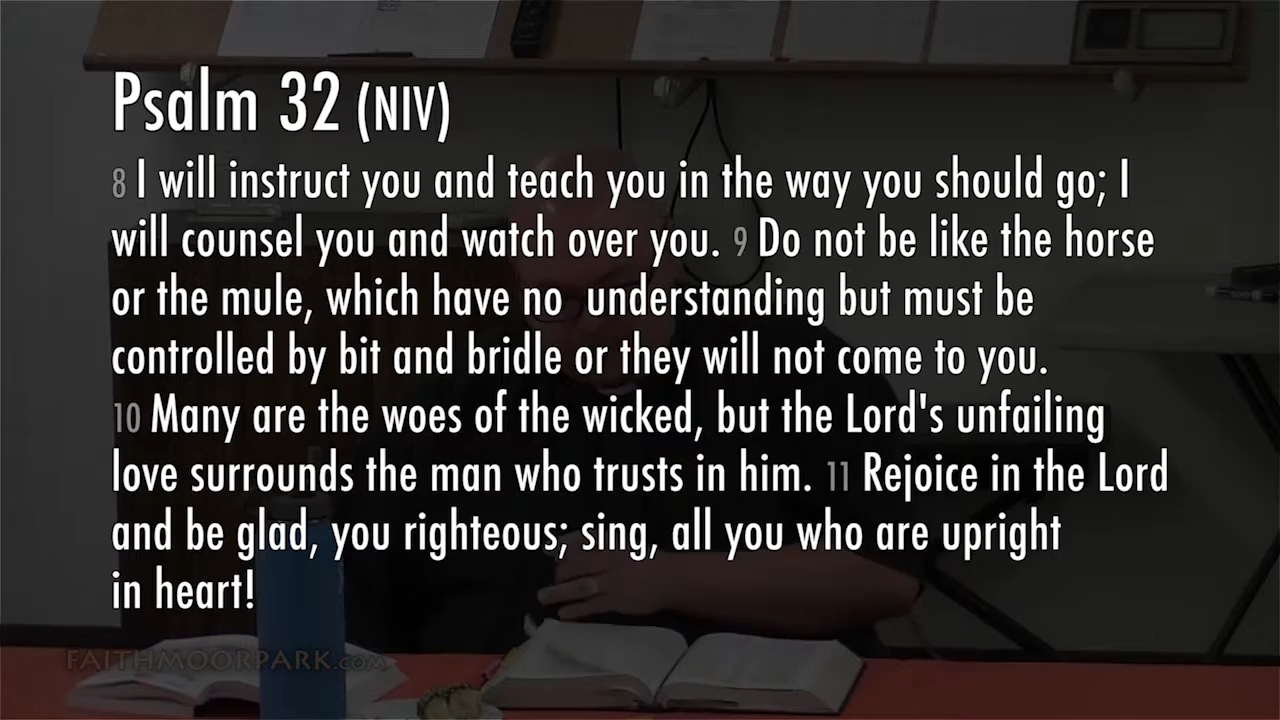 Psalm 32 (NIV)
8 I will instruct you and teach you in the way you should go; I
will counsel you and watch over you. 9 Do not be like the horse
or the mule, which have no understanding but must be
controlled by bit and bridle or they will not come to you.
10 Many are the woes of the wicked, but the Lord's unfailing
love surrounds the man who trusts in him. 11 Rejoice in the Lord
and be glad, you righteous; sing, all you who are upright
in heart!
FAITHMOORPARK.COM